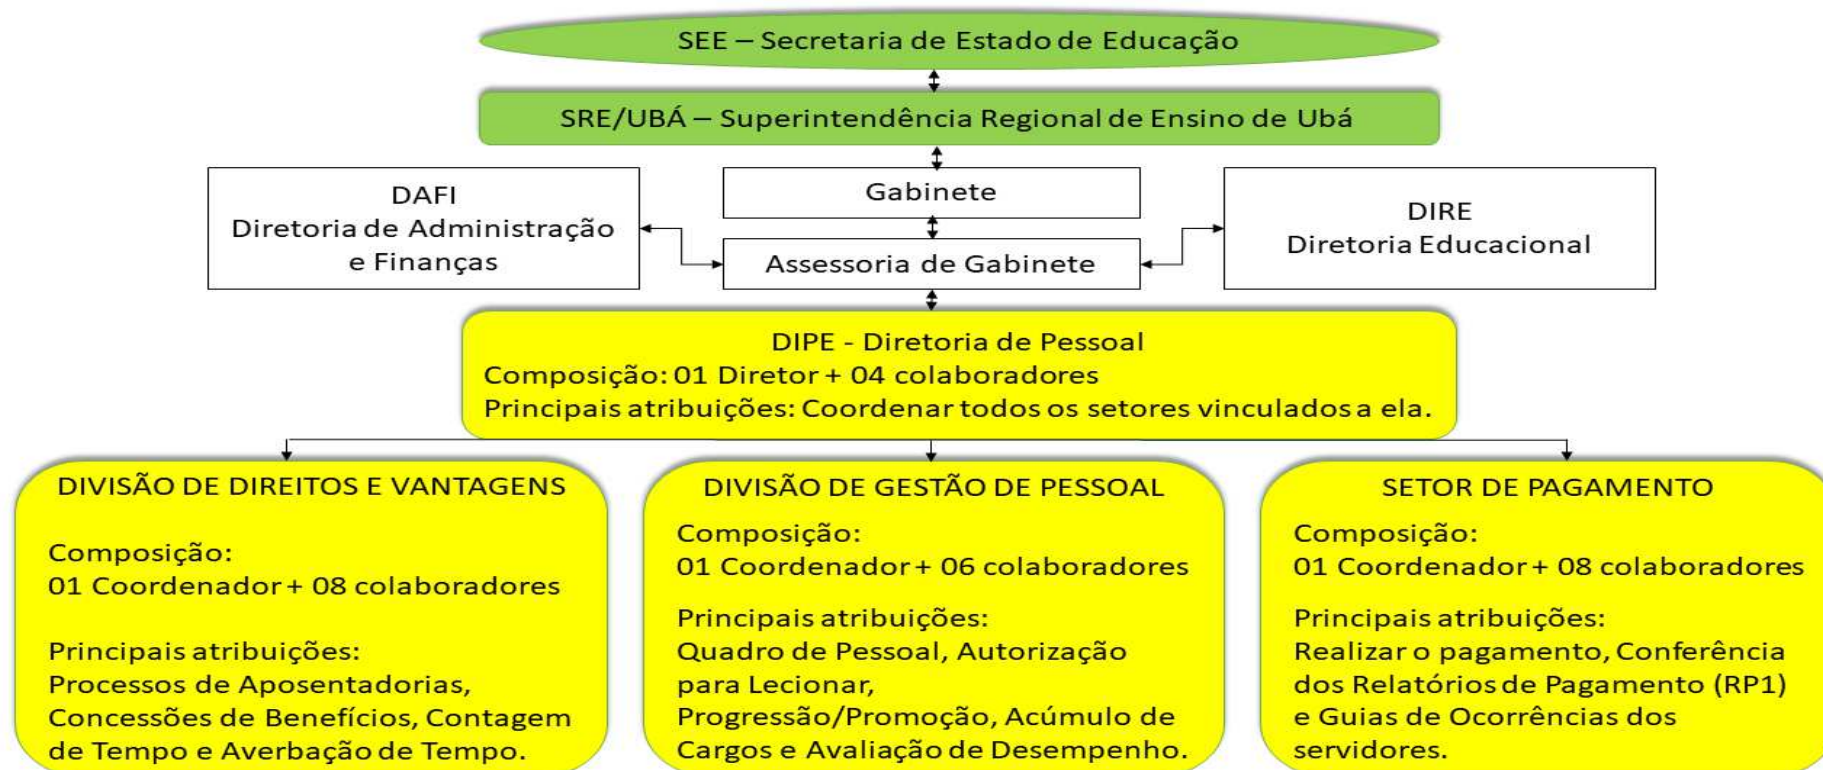 SEE – Secretaria de Estado de Educação
SRE/UBÁ – Superintendência Regional de Ensino de Ubá
DAFI
Diretoria de Administração
e Finanças
Gabinete
Assessoria de Gabinete
DIRE
Diretoria Educacional
DIPE - Diretoria de Pessoal
Composição: 01 Diretor + 04 colaboradores
Principais atribuições: Coordenar todos os setores vinculados a ela.
DIVISÃO DE DIREITOS E VANTAGENS
Composição:
01 Coordenador + 08 colaboradores
Principais atribuições:
Processos de Aposentadorias,
Concessões de Benefícios, Contagem
de Tempo e Averbação de Tempo.
DIVISÃO DE GESTÃO DE PESSOAL
Composição:
01 Coordenador + 06 colaboradores
Principais atribuições:
Quadro de Pessoal, Autorização
para Lecionar,
Progressão/Promoção, Acúmulo de
Cargos e Avaliação de Desempenho.
SETOR DE PAGAMENTO
Composição:
01 Coordenador + 08 colaboradores
Principais atribuições:
Realizar o pagamento, Conferência
dos Relatórios de Pagamento (RP1)
e Guias de Ocorrências dos
servidores.